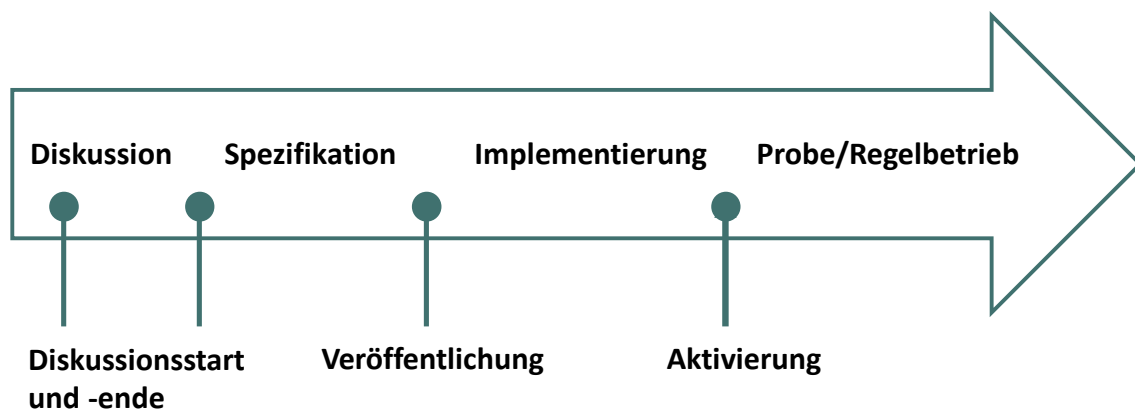 Diskussion Spezifikation Implementierung Probe/Regelbetrieb
Diskussionsstart Veröffentlichung Aktivierung
und -ende